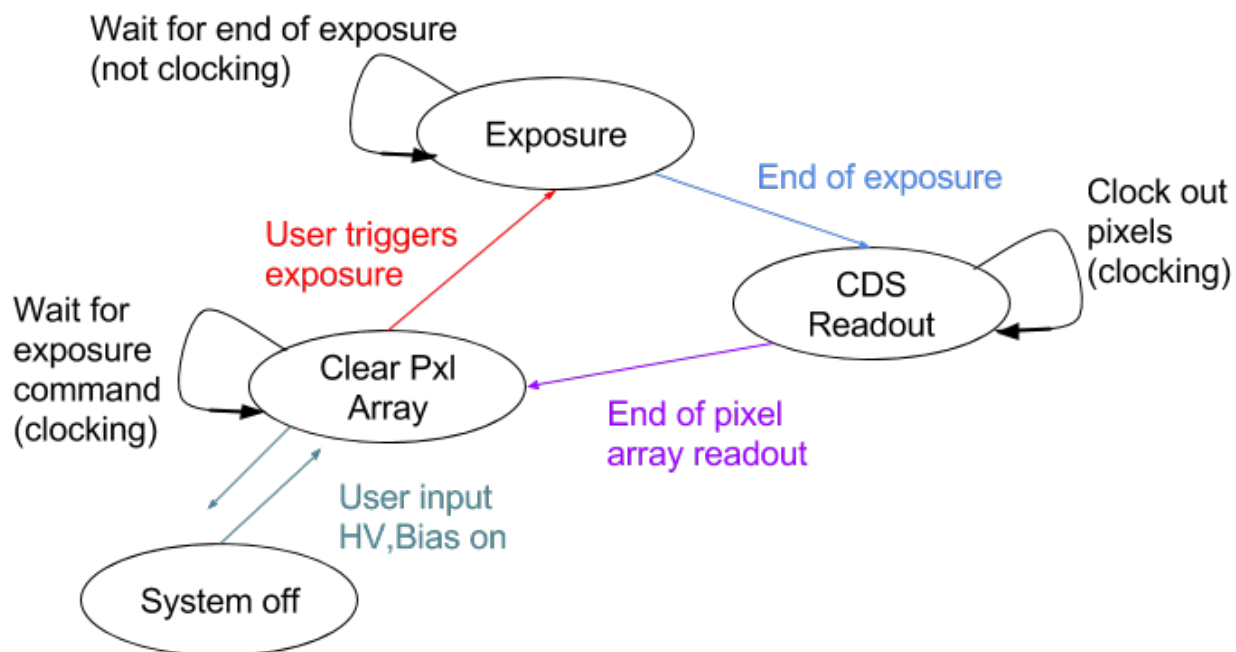 Wait for end of exposure
(not clocking)
Exposure
End of exposure
Clock out
pixels
(clocking)
User triggers
exposure
CDS
Readout
Wait for
exposure
command
(clocking)
Clear Pxl
Array
End of pixel
array readout
User input
HV,Bias on
System off